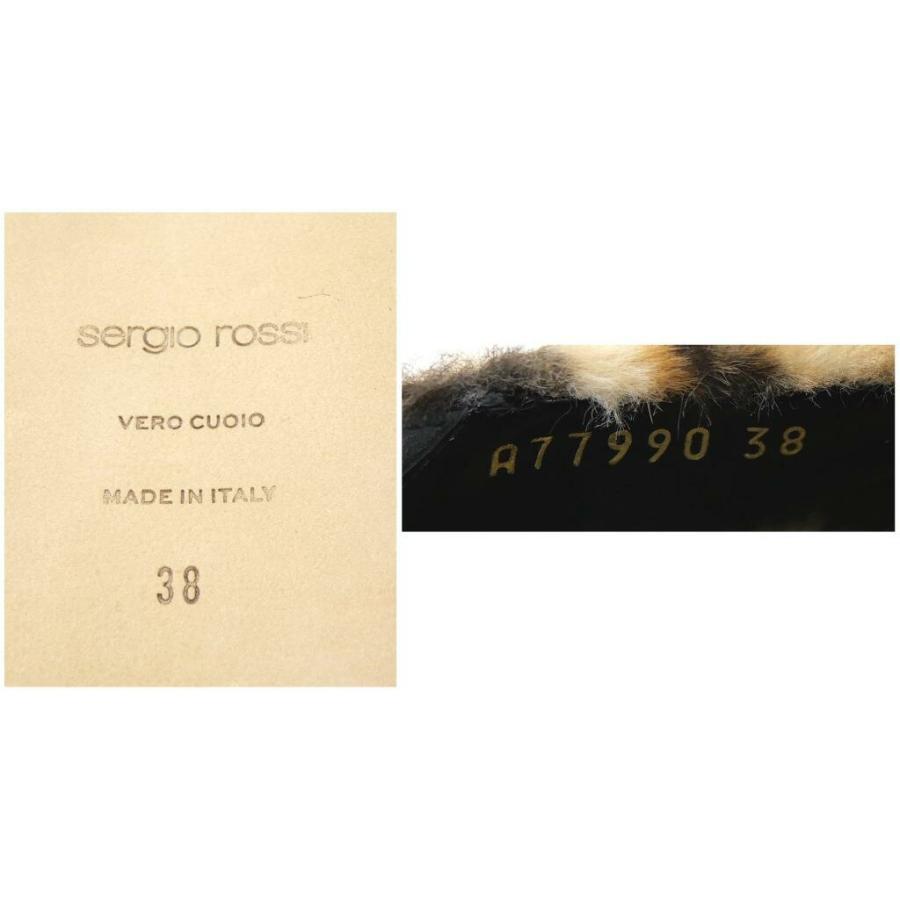 sergio rossi
VERO CUOIO
MADE IN ITALY
38
A77990 38